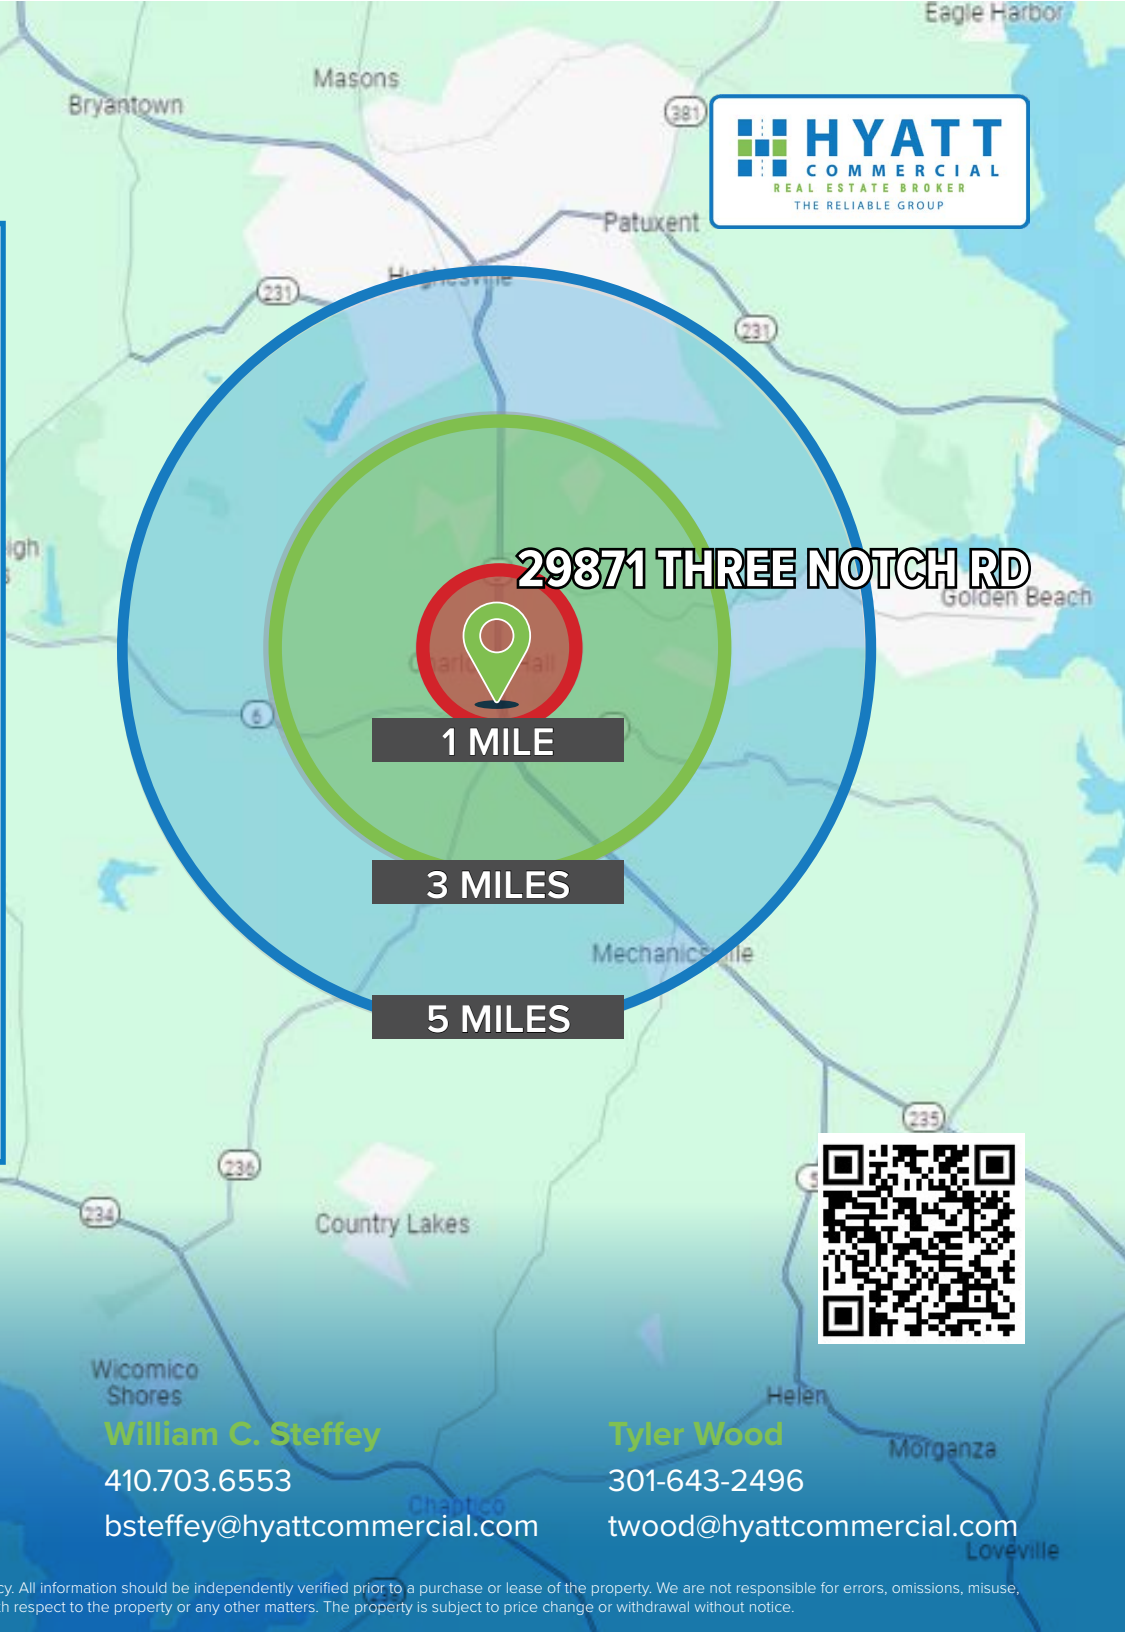 Eagle Harbor
Masons
Bryantown
381
HYATT
COMMERCIAL
REAL ESTATE BROKER
THE RELIABLE GROUP
Patuxent
Hughesville
231
231
29871 THREE NOTCH RD
Golden Beach
6
1 MILE
3 MILES
Mechanicsville
5 MILES
235
236
5
234
Country Lakes
Wicomico
Shores
Helen
William C. Steffey
410.703.6553
bsteffey@hyattcommercial.com
Tyler Wood
301-643-2496
twood@hyattcommercial.com
Morganza
Chaptico
Loveville
cy. All information should be independently verified prior to a purchase or lease of the property. We are not responsible for errors, omissions, misuse,
th respect to the property or any other matters. The property is subject to price change or withdrawal without notice.